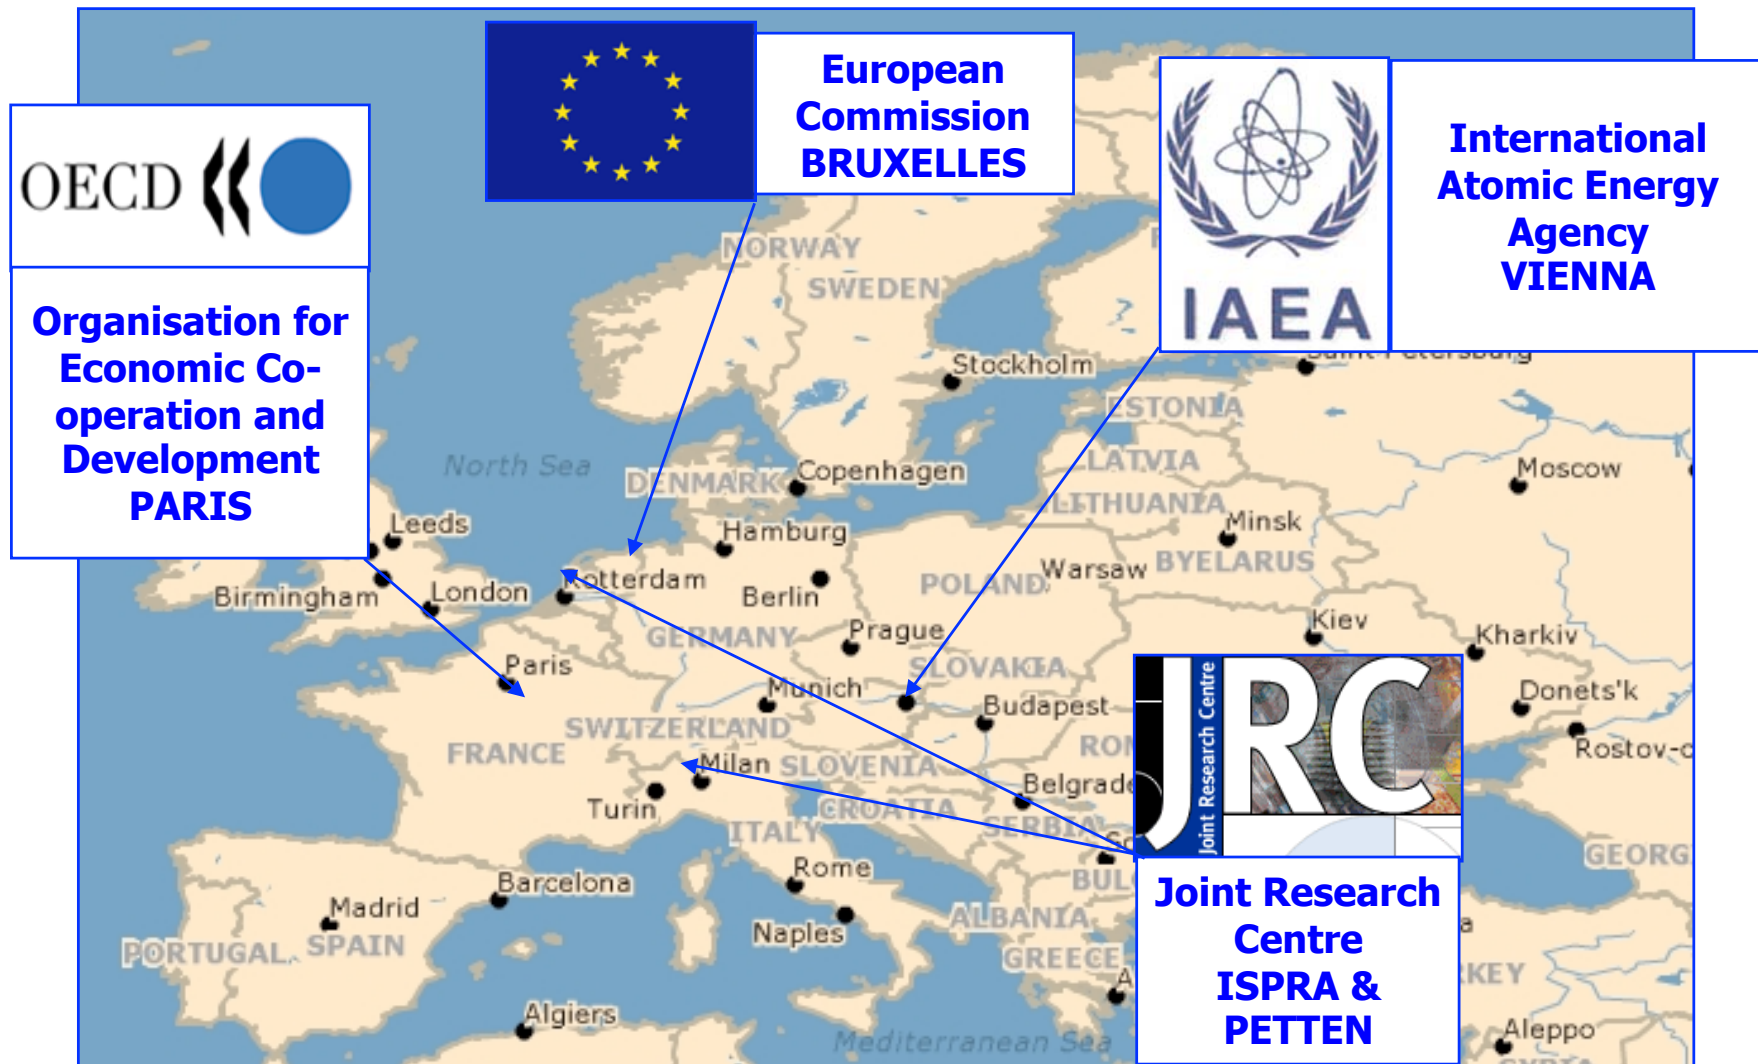 European
Commission
BRUXELLES
OECD
International
Atomic Energy
Agency
VIENNA
IAEA
Organisation for
Economic Co-
operation and
Development
PARIS
NORWAY
SWEDEN
Stockholm
ESTONIA
North Sea
DENMARK
Copenhagen
LATVIA
Moscow
LITHUANIA
Leeds
Hamburg
Minsk
BYELARUS
Rotterdam
POLAND
Warsaw
Birmingham
London
Berlin
GERMANY
Prague
Kiev
Kharkiv
Paris
SLOVAKIA
Munich
Budapest
Donets'k
SWITZERLAND
FRANCE
Milan
SLOVENIA
Rostov-o
Turin
CROATIA
Belgrade
ITALY
SERBIA
JRC
Joint Research Centre
GEORG
Rome
Barcelona
Madrid
Naples
ALBANIA
PORTUGAL
SPAIN
GREECE
Joint Research
Centre
ISPRA &
PETTEN
Algiers
Mediterranean Sea
Aleppo